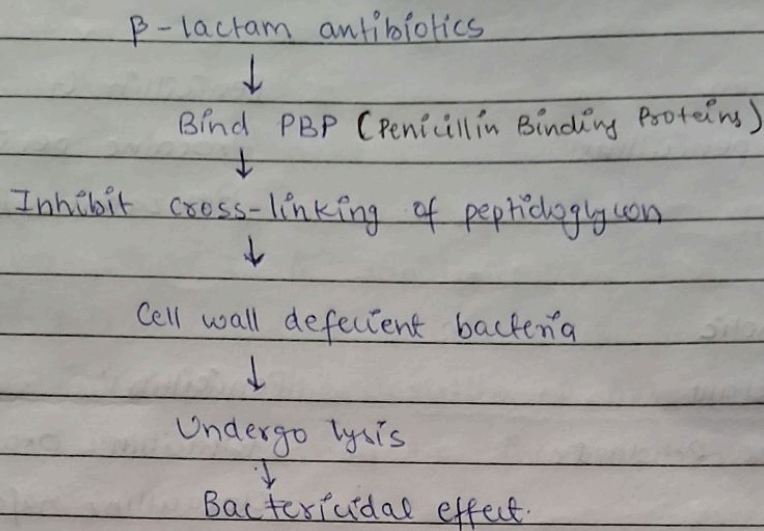 β-lactam antibiotics
↓
Bind PBP (Penicillin Binding Proteins)
↓
Inhibit cross-linking of peptidoglycon
↓
Cell wall defecient bacteria
↓
Undergo lysis
↓
Bactericidal effect.